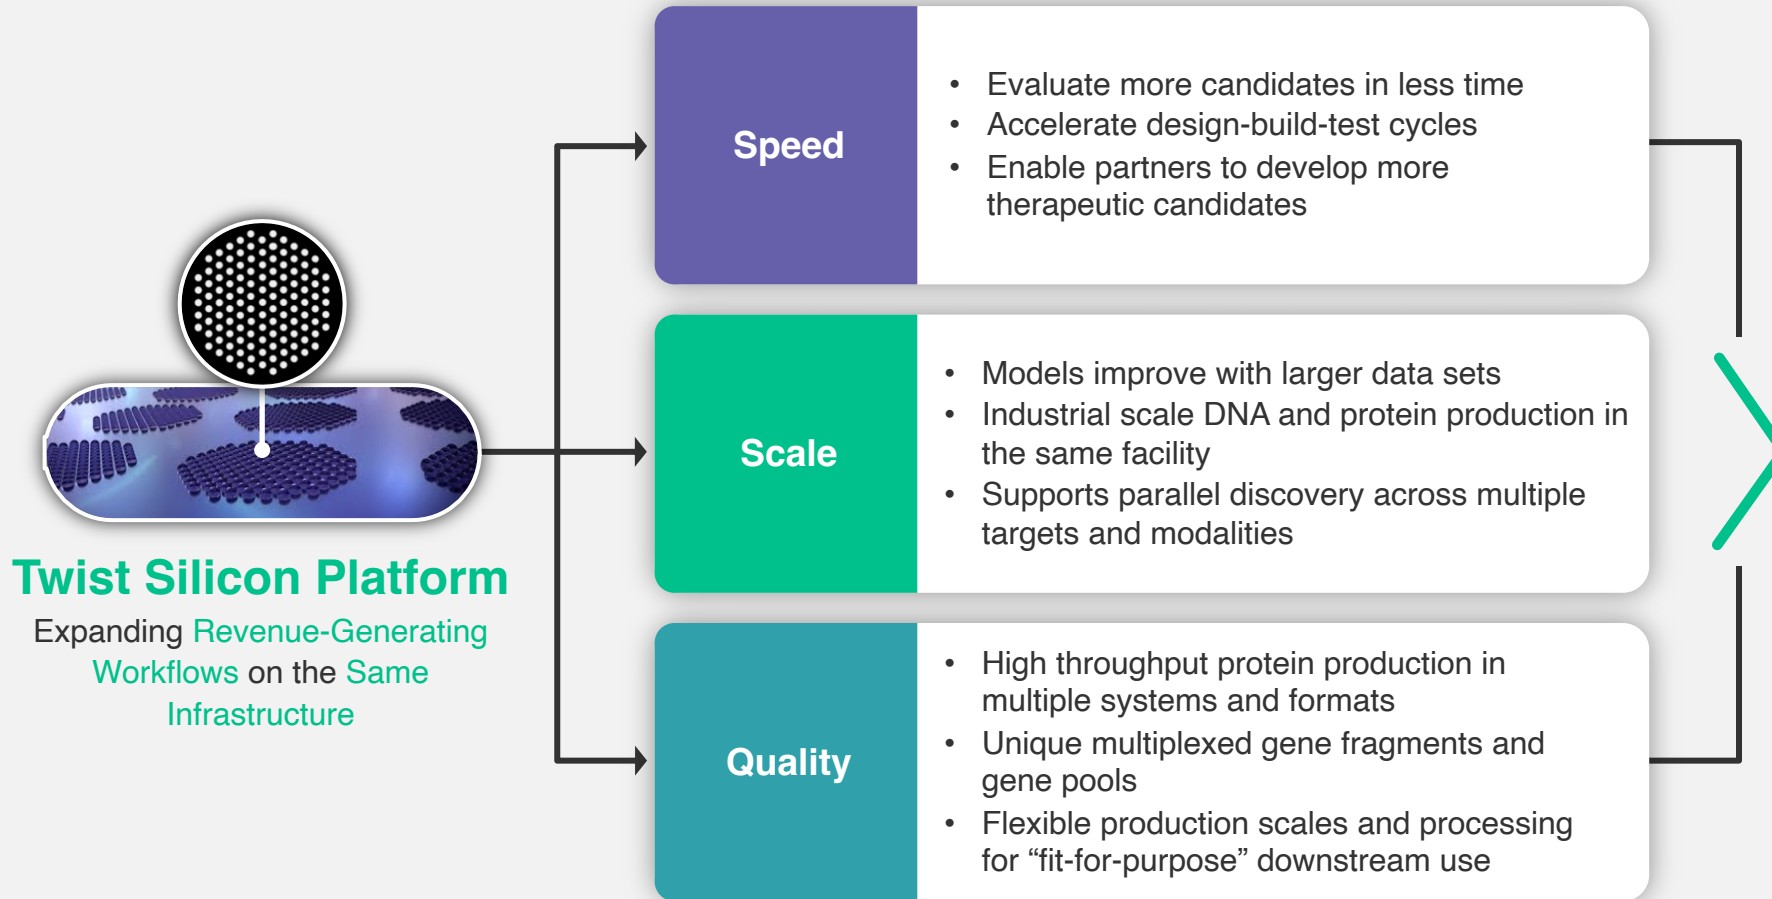 Twist Silicon Platform
Expanding Revenue-Generating
Workflows on the Same
Infrastructure
Speed
• Evaluate more candidates in less time
• Accelerate design-build-test cycles
• Enable partners to develop more
therapeutic candidates
Scale
• Models improve with larger data sets
• Industrial scale DNA and protein production in
the same facility
• Supports parallel discovery across multiple
targets and modalities
Quality
• High throughput protein production in
multiple systems and formats
• Unique multiplexed gene fragments and
gene pools
• Flexible production scales and processing
for “fit-for-purpose” downstream use